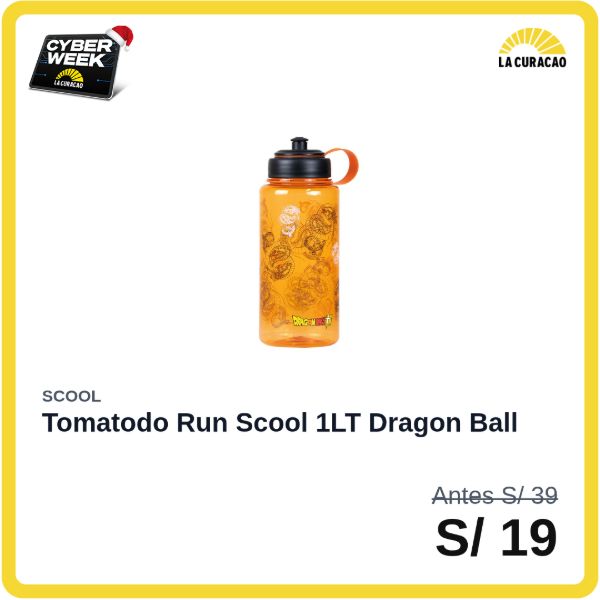 CYBER
WEEK
LA CURACAO
LA CURACAO
DRAGON BALL
SCOOL
Tomatodo Run Scool 1LT Dragon Ball
Antes S/ 39
S/ 19